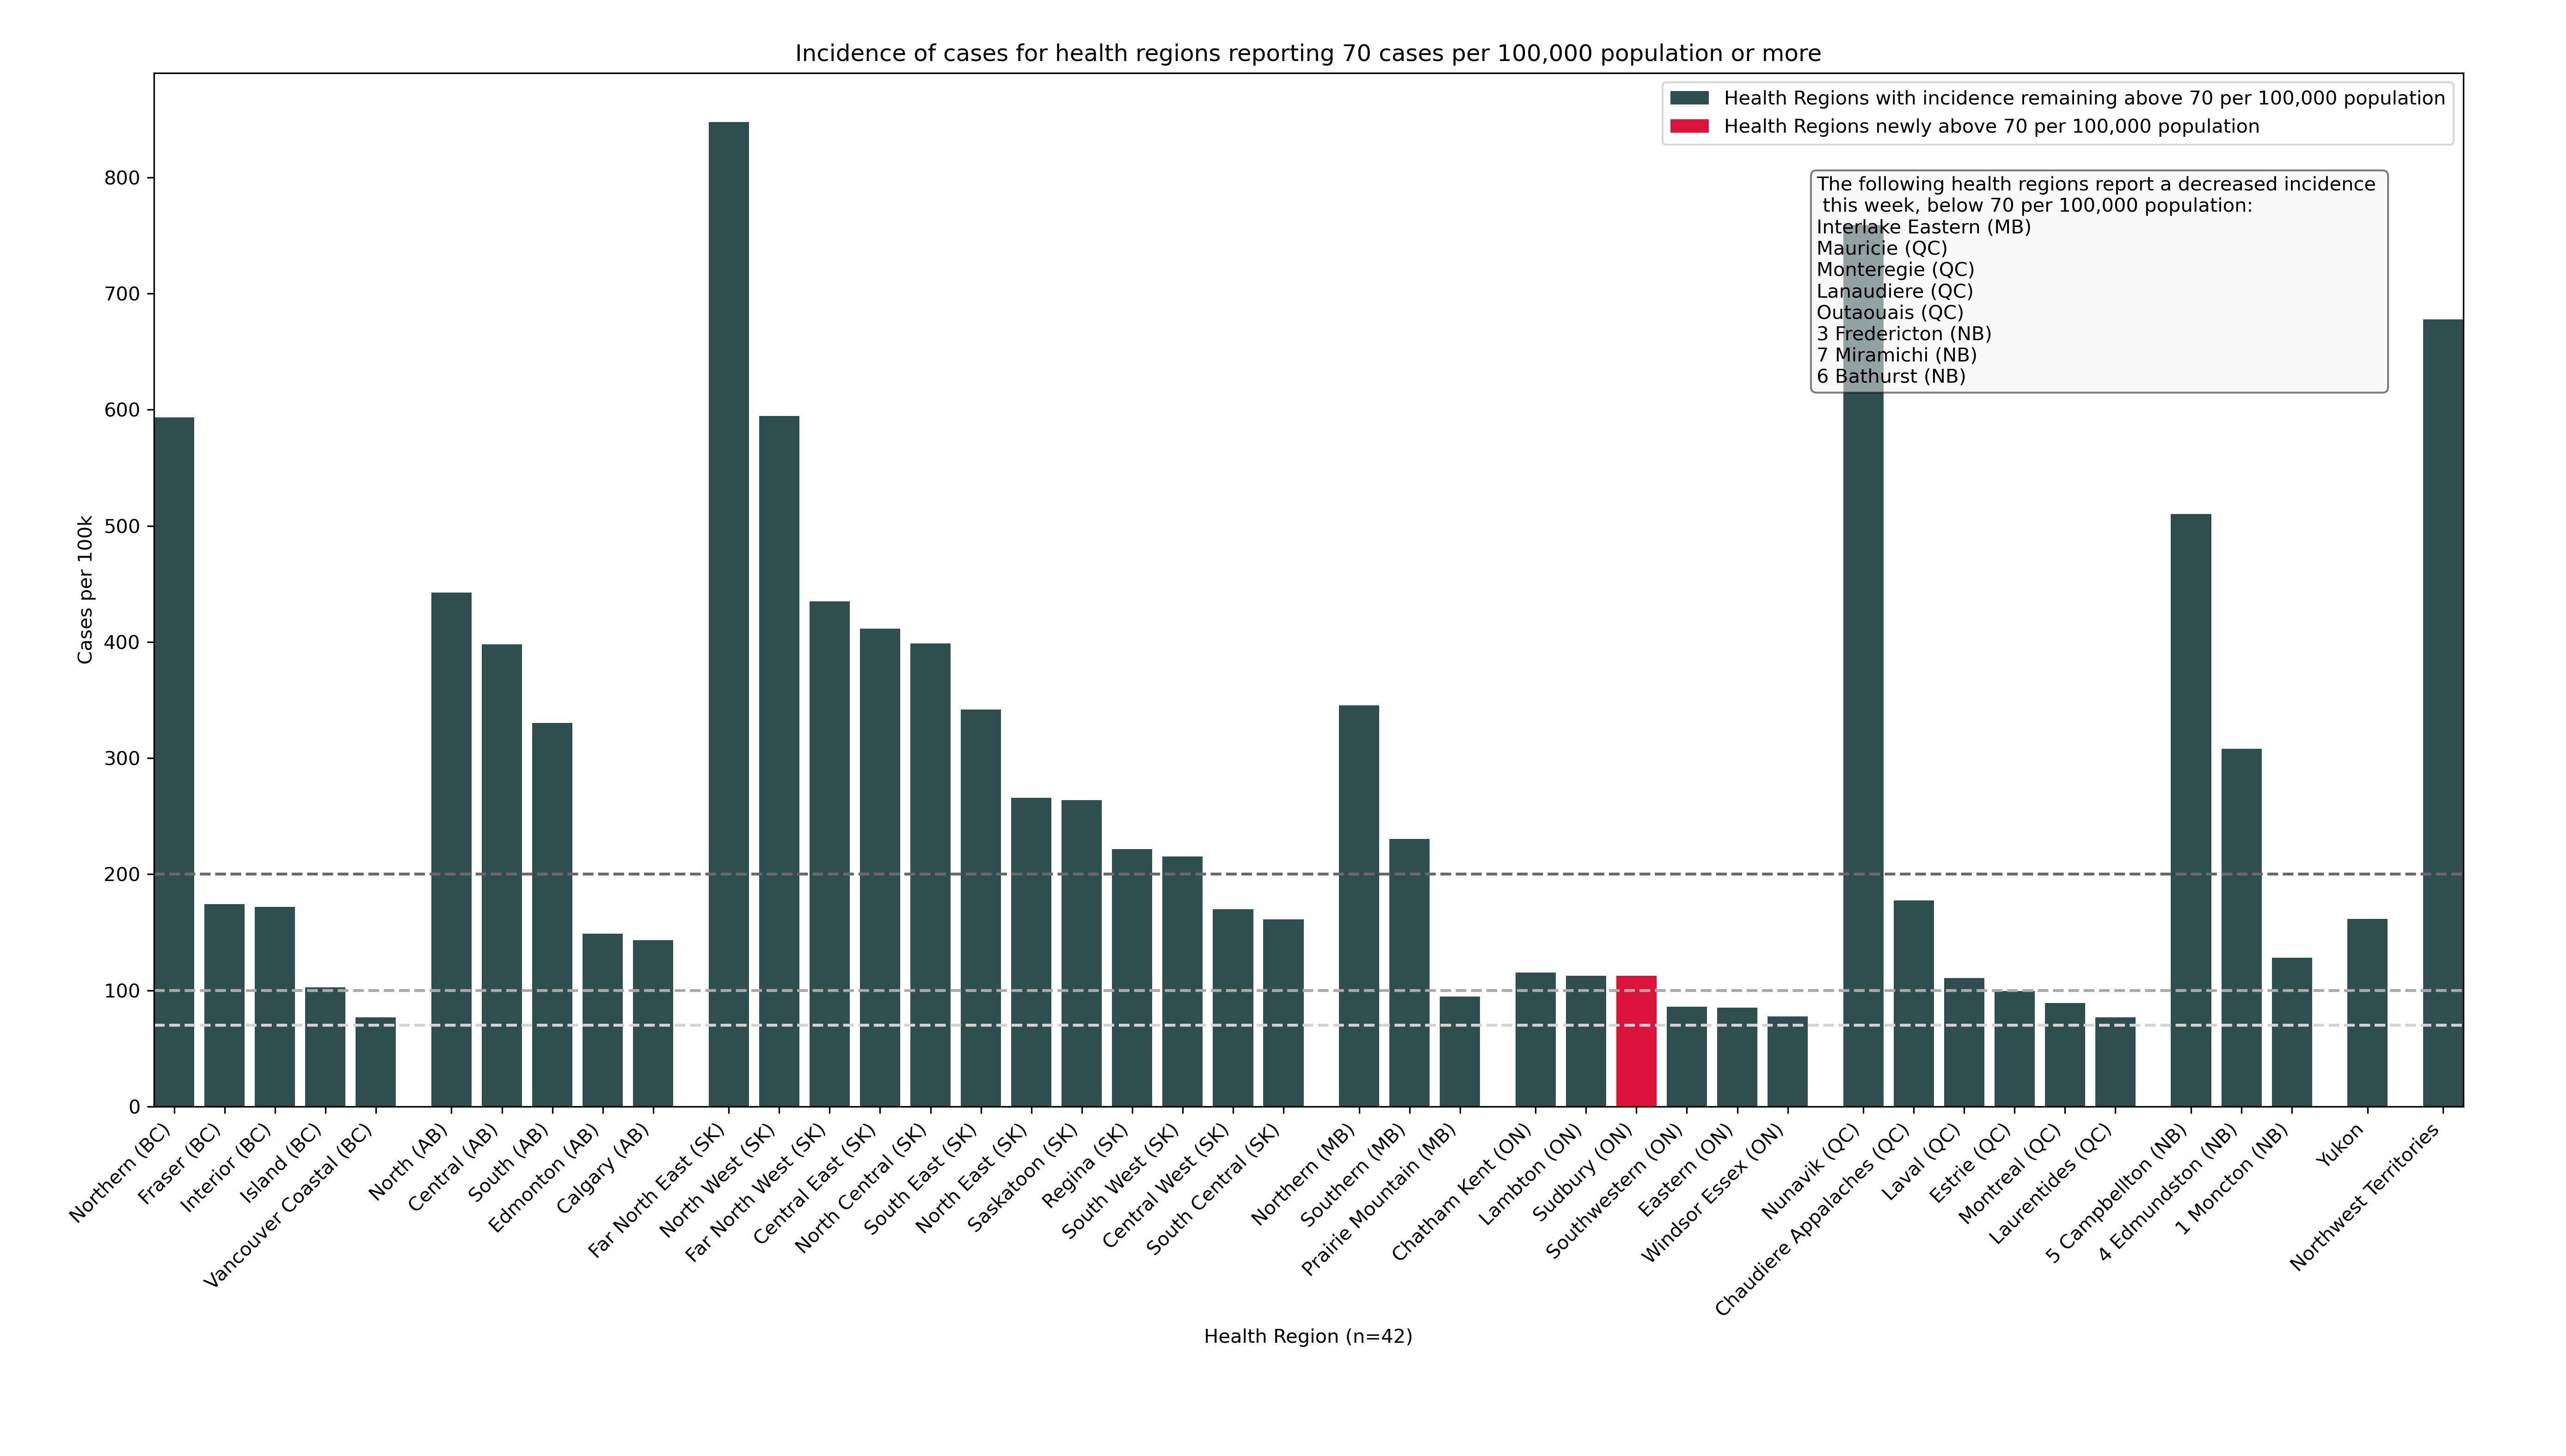 Incidence of cases for health regions reporting 70 cases per 100,000 population or more
Health Regions with incidence remaining above 70 per 100,000 population
Health Regions newly above 70 per 100,000 population
The following health regions report a decreased incidence
this week, below 70 per 100,000 population:
Interlake Eastern (MB)
Mauricie (QC)
Monteregie (QC)
Lanaudiere (QC)
Outaouais (QC)
3 Fredericton (NB)
7 Miramichi (NB)
6 Bathurst (NB)
Cases per 100k
800
700
600
500
400
300
200
100
0
Northern (BC)
Fraser (BC)
Interior (BC)
Island (BC)
Vancouver Coastal (BC)
North (AB)
Central (AB)
South (AB)
Edmonton (AB)
Calgary (AB)
Far North East (SK)
North West (SK)
Far North West (SK)
Central East (SK)
North Central (SK)
South East (SK)
North East (SK)
Saskatoon (SK)
Regina (SK)
South West (SK)
Central West (SK)
South Central (SK)
Northern (MB)
Southern (MB)
Prairie Mountain (MB)
Chatham Kent (ON)
Lambton (ON)
Sudbury (ON)
Southwestern (ON)
Eastern (ON)
Windsor Essex (ON)
Nunavik (QC)
Chaudiere Appalaches (QC)
Laval (QC)
Estrie (QC)
Montreal (QC)
Laurentides (QC)
5 Campbellton (NB)
4 Edmundston (NB)
1 Moncton (NB)
Yukon
Northwest Territories
Health Region (n=42)